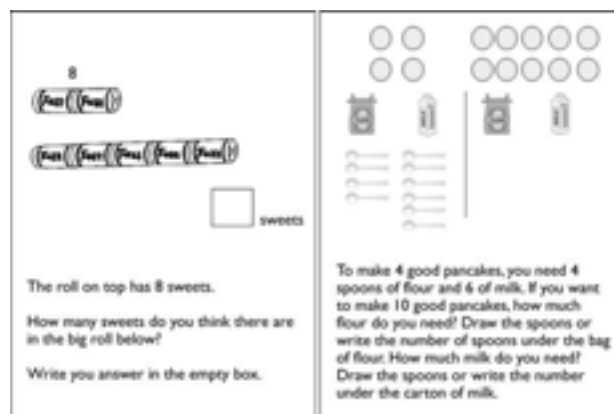 8
sweets
The roll on top has 8 sweets.
How many sweets do you think there are
in the big roll below?
Write you answer in the empty box.
To make 4 good pancakes, you need 4
spoons of flour and 6 of milk. If you want
to make 10 good pancakes, how much
flour do you need? Draw the spoons or
write the number of spoons under the bag
of flour. How much milk do you need?
Draw the spoons or write the number
under the carton of milk.